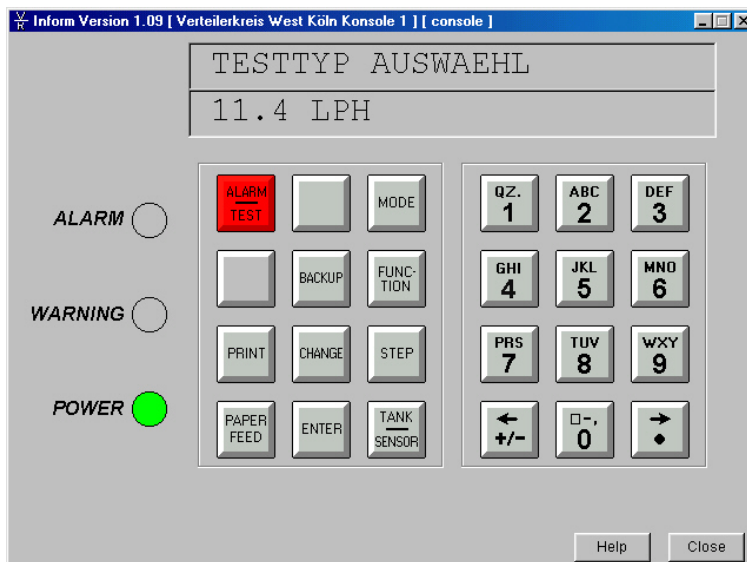 Inform Version 1.09 [ Verteilerkreis West Köln Konsole 1 ] [ console ]
TESTTYP AUSWAEHL
11.4 LPH
ALARM
WARNING
POWER
ALARM
TEST
MODE
BACKUP
FUNC-
TION
PRINT
CHANGE
STEP
PAPER
FEED
ENTER
TANK
SENSOR
QZ.
1
ABC
2
DEF
3
GHI
4
JKL
5
MNO
6
PRS
7
TUV
8
WXY
9
←
+/-
□-,
0
→
•
Help
Close